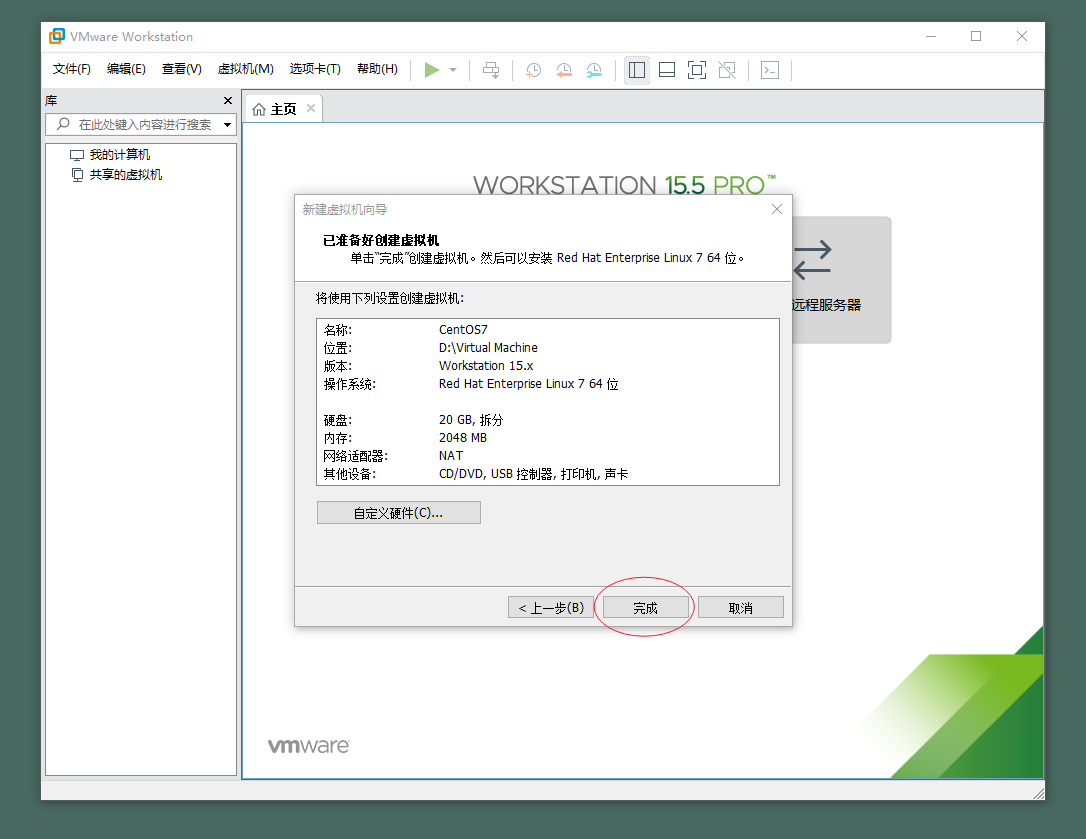 VMware Workstation
文件(F) 编辑(E) 查看(V) 虚拟机(M) 选项卡(T) 帮助(H)
库
在此处键入内容进行搜索
我的计算机
共享的虚拟机
主页
WORKSTATION 15.5 PRO™
远程服务器
新建虚拟机向导
已准备好创建虚拟机
单击“完成”创建虚拟机。然后可以安装 Red Hat Enterprise Linux 7 64 位。
将使用下列设置创建虚拟机:
名称: CentOS7
位置: D:\Virtual Machine
版本: Workstation 15.x
操作系统: Red Hat Enterprise Linux 7 64 位
硬盘: 20 GB, 拆分
内存: 2048 MB
网络适配器: NAT
其他设备: CD/DVD, USB 控制器, 打印机, 声卡
自定义硬件(C)...
< 上一步(B) 完成 取消
vmware